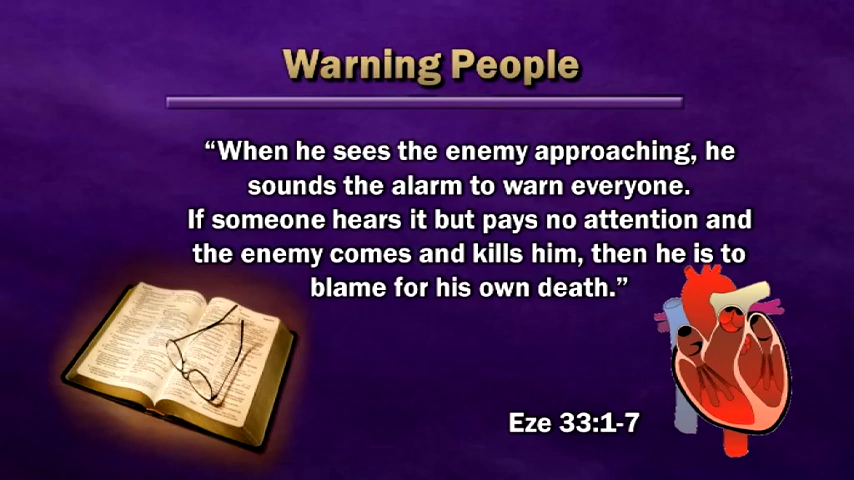 Warning People
“When he sees the enemy approaching, he
sounds the alarm to warn everyone.
If someone hears it but pays no attention and
the enemy comes and kills him, then he is to
blame for his own death.”
Eze 33:1-7